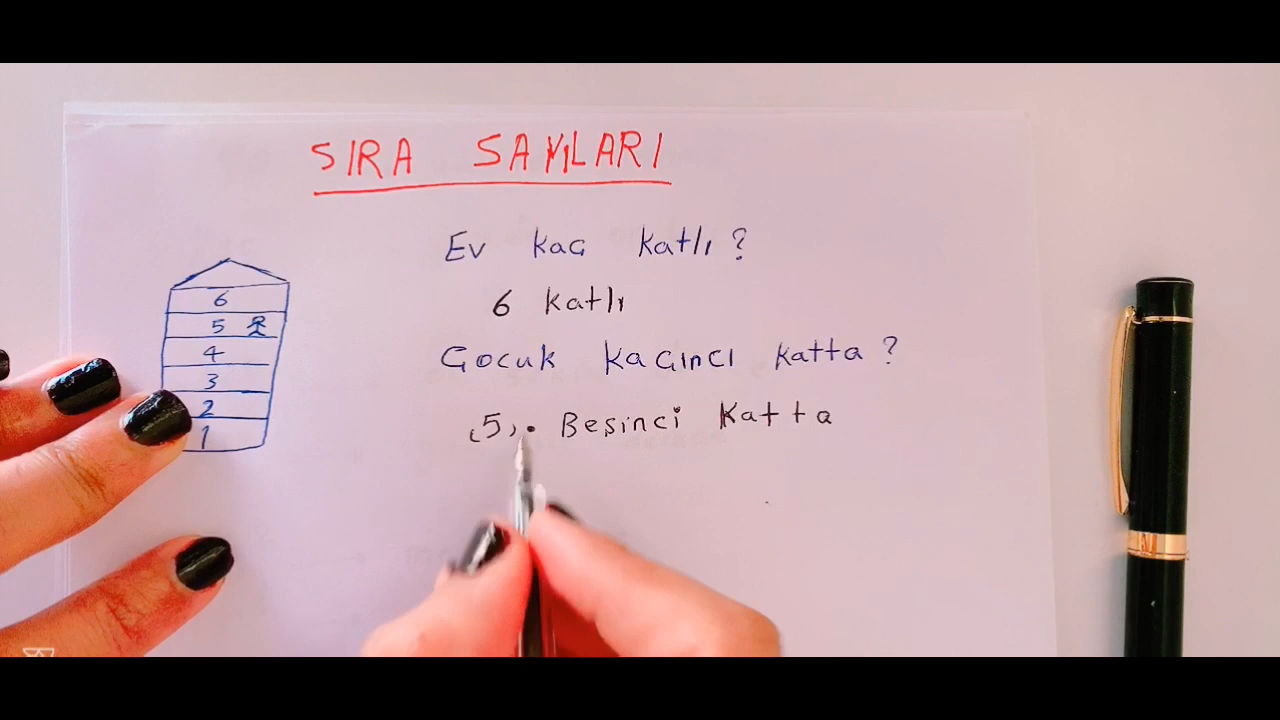 SIRA SAYILARI
Ev kaç katlı?
6 katlı
Çocuk kaçıncı katta?
(5). Beşinci katta
6
5
4
3
2
1